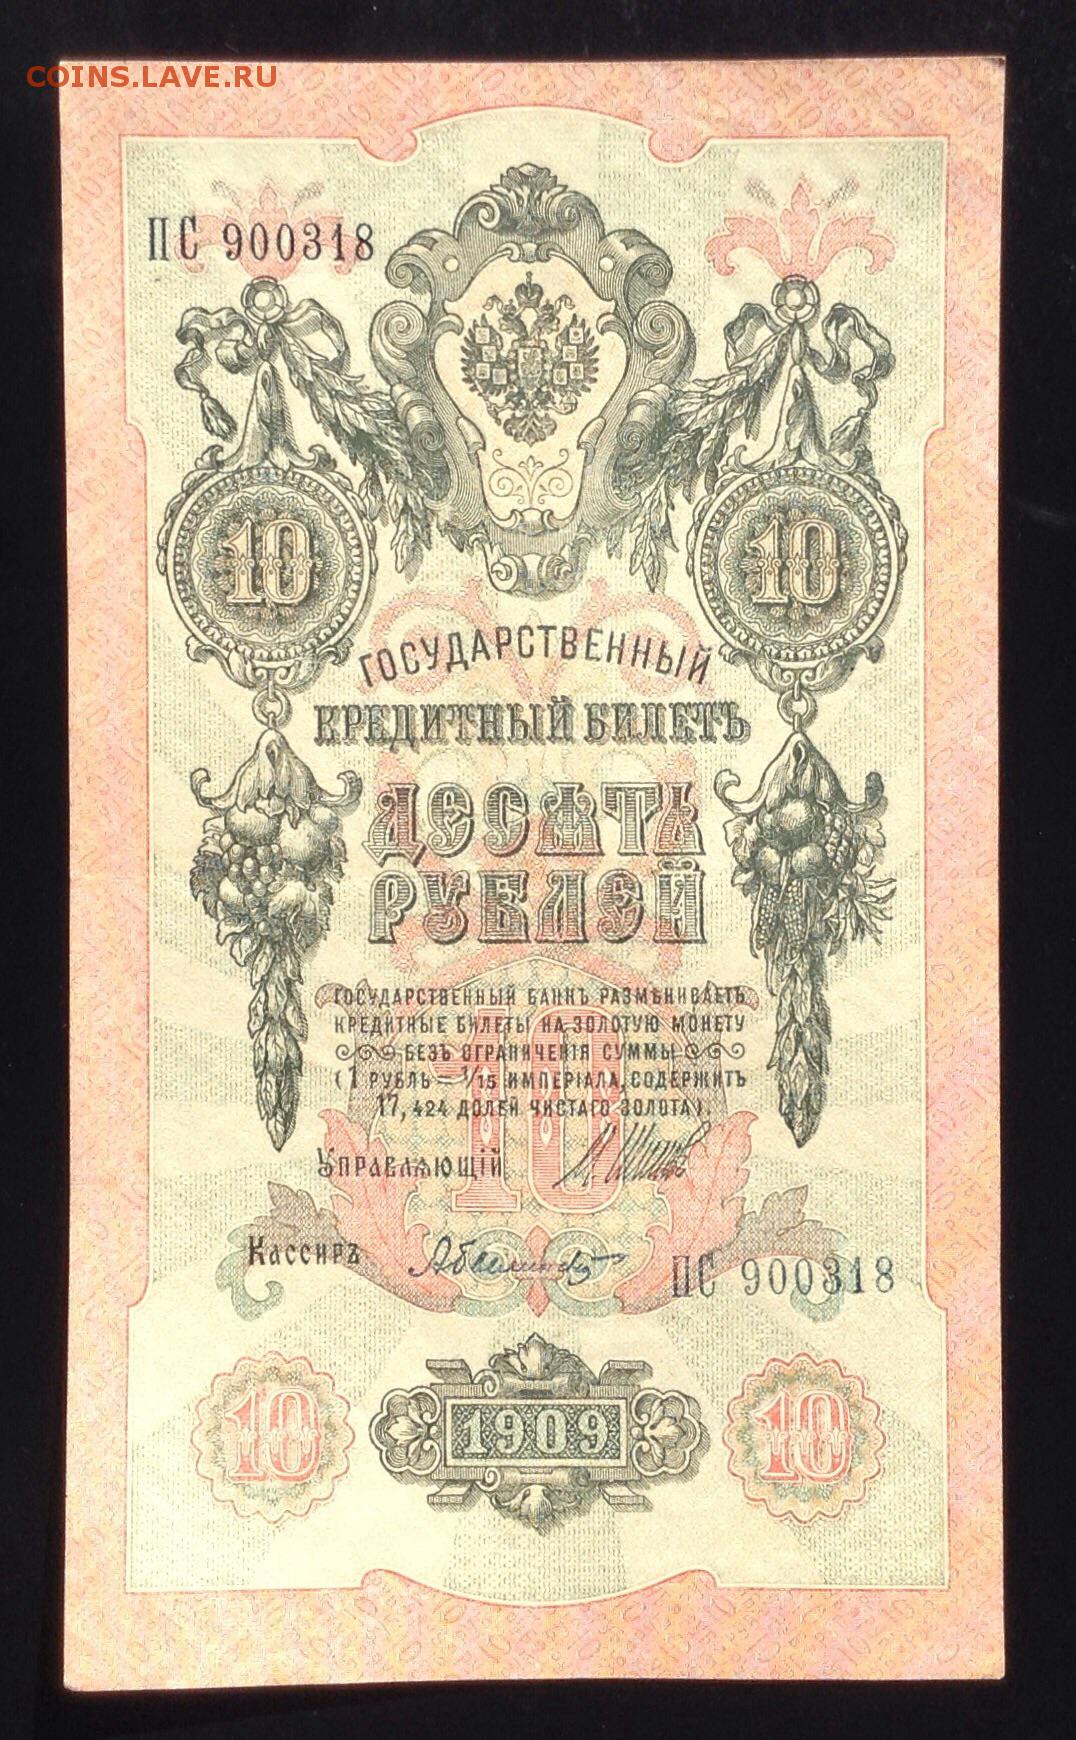 COINS.LAVE.RU
ПС 900318
10 10
ГОСУДАРСТВЕННЫЙ
КРЕДИТНЫЙ БИЛЕТЪ
ДЕСЯТЬ
РУБЛЕЙ
ГОСУДАРСТВЕННЫЙ БАНКЪ РАЗМѢНИВАЕТЪ
КРЕДИТНЫЕ БИЛЕТЫ НА ЗОЛОТУЮ МОНЕТУ
БЕЗЪ ОГРАНИЧЕНІЯ СУММЫ
(1 РУБЛЬ = 1/15 ИМПЕРІАЛА, СОДЕРЖИТЪ
17,424 ДОЛЕЙ ЧИСТАГО ЗОЛОТА).
10
УПРАВЛЯЮЩІЙ
КАССИРЪ
ПС 900318
10 1909 10